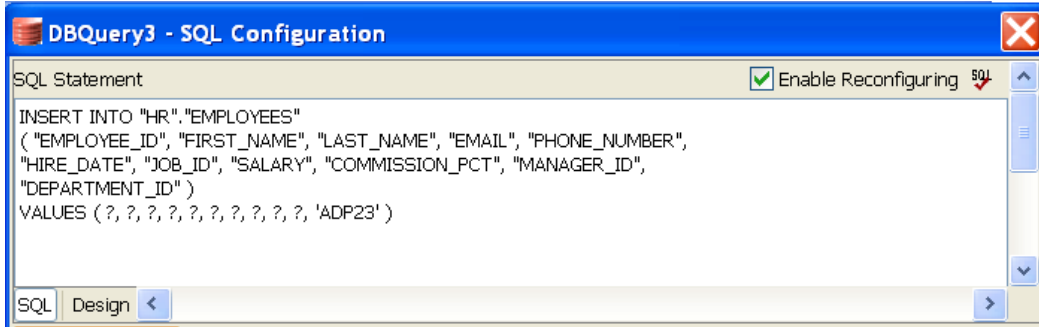 DBQuery3 - SQL Configuration
SQL Statement
Enable Reconfiguring
SQL
INSERT INTO "HR"."EMPLOYEES"
( "EMPLOYEE_ID", "FIRST_NAME", "LAST_NAME", "EMAIL", "PHONE_NUMBER",
"HIRE_DATE", "JOB_ID", "SALARY", "COMMISSION_PCT", "MANAGER_ID",
"DEPARTMENT_ID" )
VALUES ( ?, ?, ?, ?, ?, ?, ?, ?, ?, ?, 'ADP23' )
SQL Design